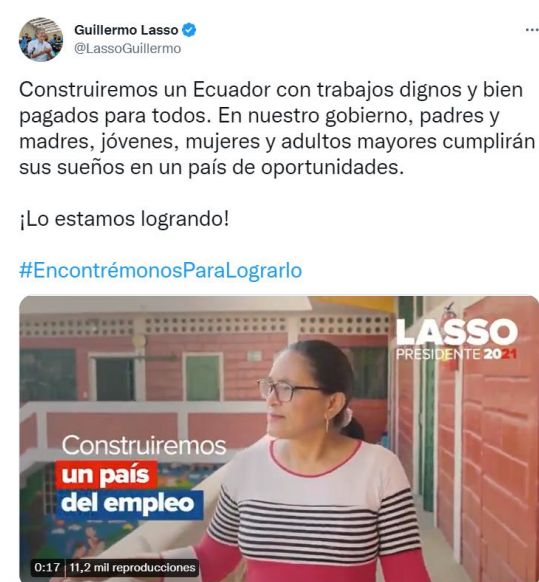 Guillermo Lasso
@LassoGuillermo
Construiremos un Ecuador con trabajos dignos y bien
pagados para todos. En nuestro gobierno, padres y
madres, jóvenes, mujeres y adultos mayores cumplirán
sus sueños en un país de oportunidades.
¡Lo estamos logrando!
#EncontrémonosParaLograrlo
LASSO
PRESIDENTE 2021
Construiremos
un país
del empleo
0:17 11,2 mil reproducciones